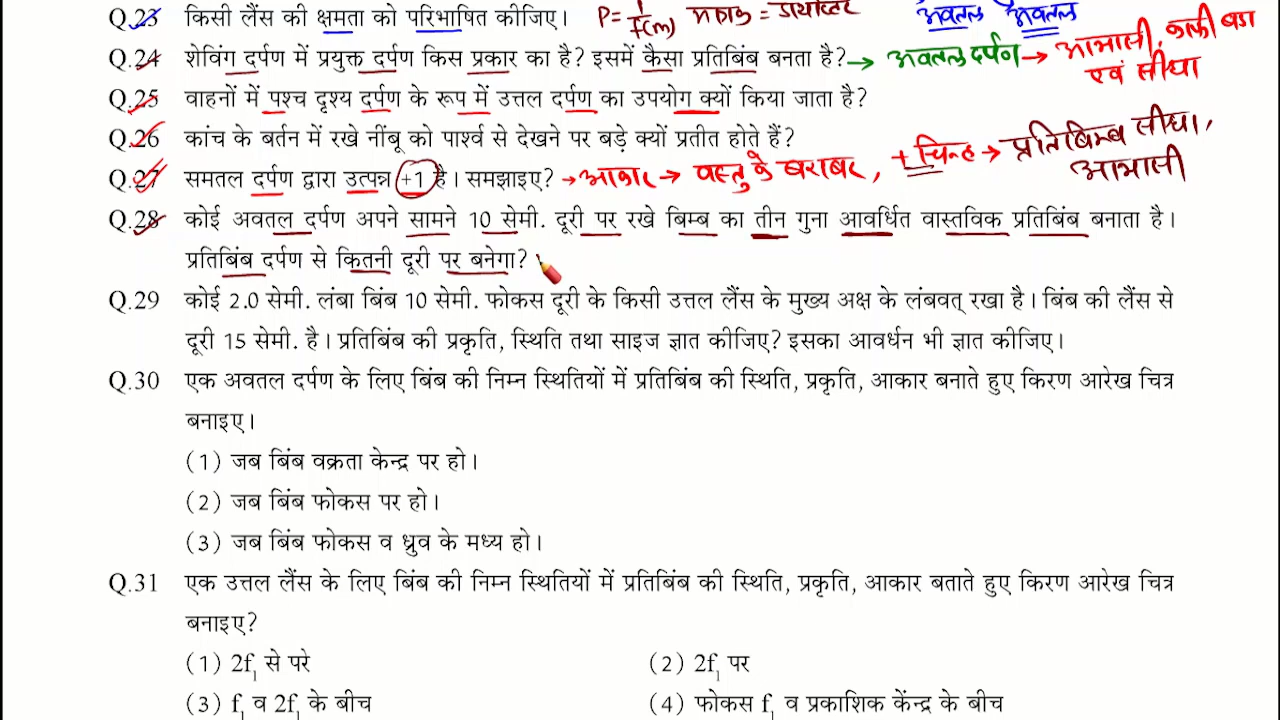 Q.23 किसी लैंस की क्षमता को परिभाषित कीजिए। P= 1/f(m) मात्रक = डायोप्टर अवतल अवतल
Q.24 शेविंग दर्पण में प्रयुक्त दर्पण किस प्रकार का है? इसमें कैसा प्रतिबिंब बनता है? → अवतल दर्पण → आभासी, काफी बड़ा
एवं सीधा
Q.25 वाहनों में पश्च दृश्य दर्पण के रूप में उत्तल दर्पण का उपयोग क्यों किया जाता है?
Q.26 कांच के बर्तन में रखे नींबू को पार्श्व से देखने पर बड़े क्यों प्रतीत होते हैं?
Q.27 समतल दर्पण द्वारा उत्पन्न +1 है। समझाइए? → आकार → वस्तु के बराबर, + चिन्ह → प्रतिबिम्ब सीधा,
आभासी
Q.28 कोई अवतल दर्पण अपने सामने 10 सेमी. दूरी पर रखे बिम्ब का तीन गुना आवर्धित वास्तविक प्रतिबिंब बनाता है।
प्रतिबिंब दर्पण से कितनी दूरी पर बनेगा?
Q.29 कोई 2.0 सेमी. लंबा बिंब 10 सेमी. फोकस दूरी के किसी उत्तल लैंस के मुख्य अक्ष के लंबवत् रखा है। बिंब की लैंस से
दूरी 15 सेमी. है। प्रतिबिंब की प्रकृति, स्थिति तथा साइज ज्ञात कीजिए? इसका आवर्धन भी ज्ञात कीजिए।
Q.30 एक अवतल दर्पण के लिए बिंब की निम्न स्थितियों में प्रतिबिंब की स्थिति, प्रकृति, आकार बनाते हुए किरण आरेख चित्र
बनाइए।
(1) जब बिंब वक्रता केन्द्र पर हो।
(2) जब बिंब फोकस पर हो।
(3) जब बिंब फोकस व ध्रुव के मध्य हो।
Q.31 एक उत्तल लैंस के लिए बिंब की निम्न स्थितियों में प्रतिबिंब की स्थिति, प्रकृति, आकार बताते हुए किरण आरेख चित्र
बनाइए?
(1) 2f₁ से परे (2) 2f₁ पर
(3) f₁ व 2f₁ के बीच (4) फोकस f₁ व प्रकाशिक केंन्द्र के बीच